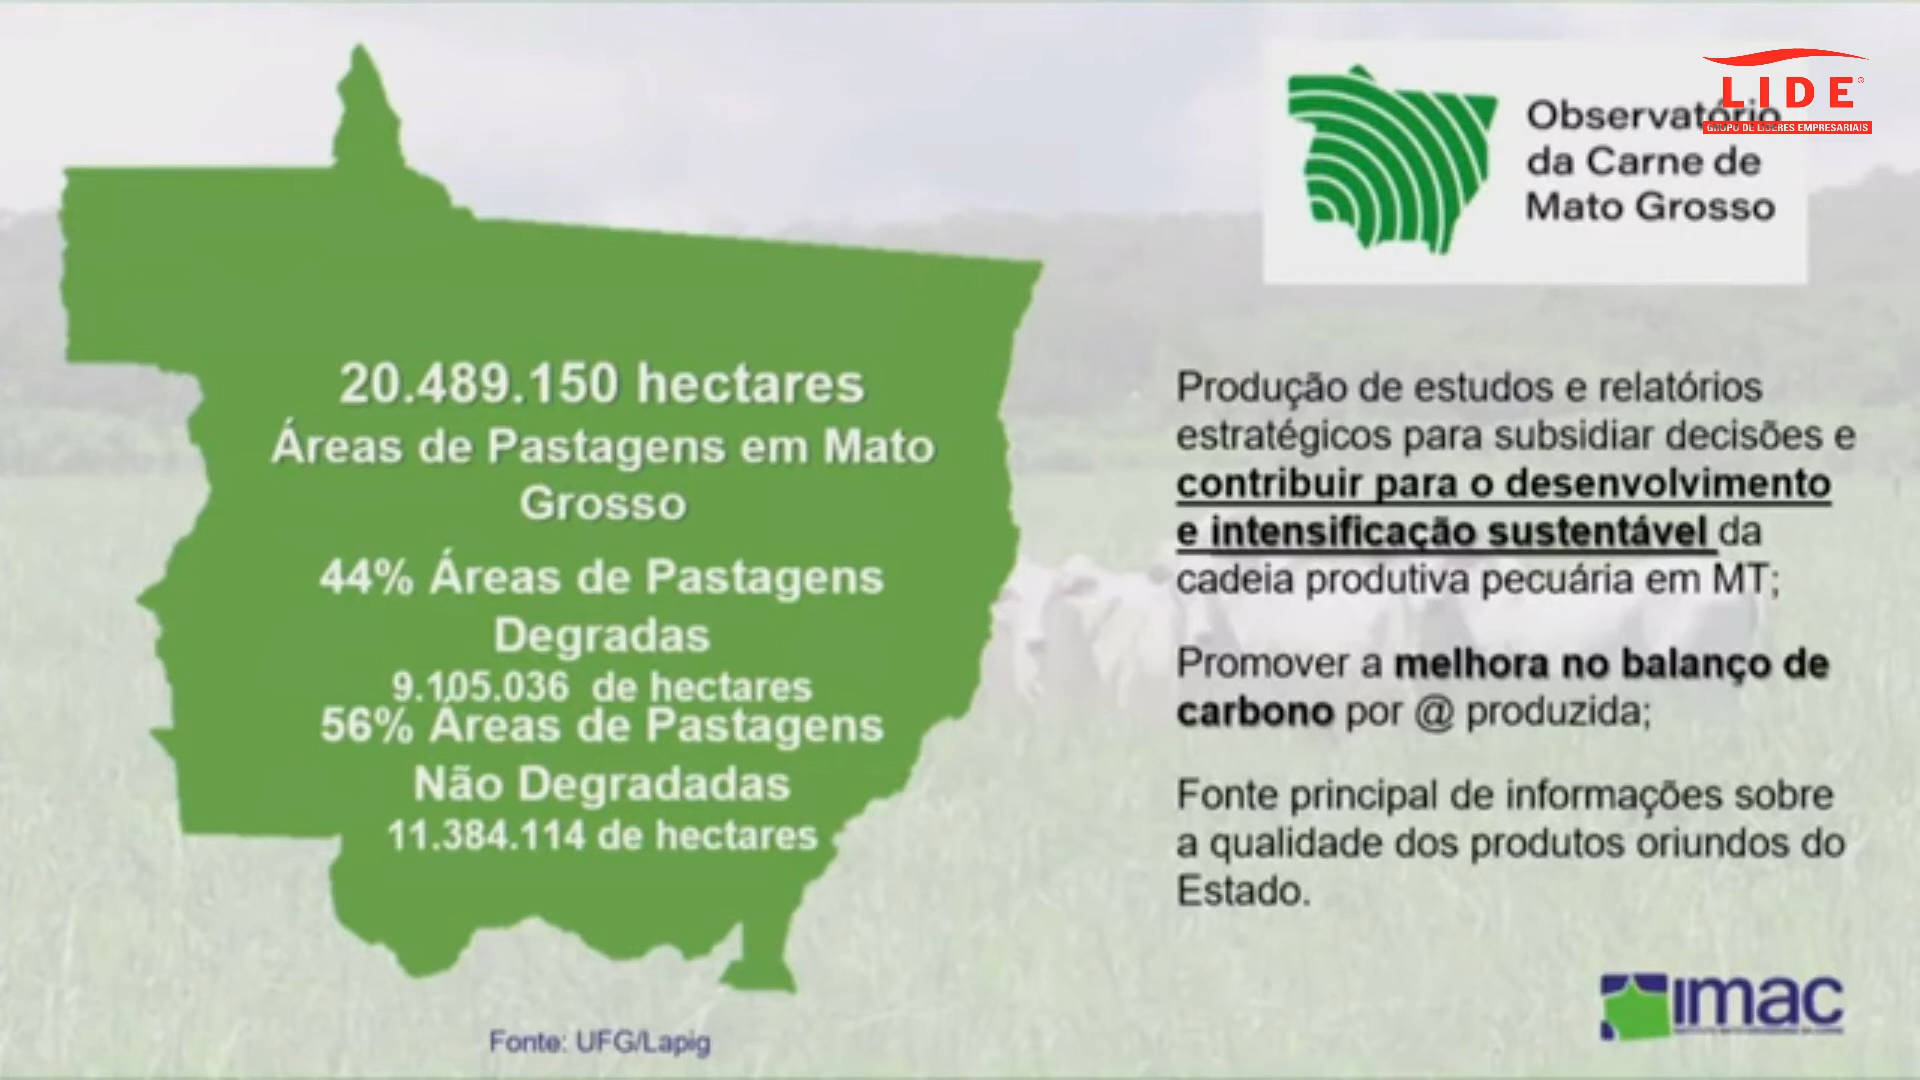 20.489.150 hectares
Áreas de Pastagens em Mato
Grosso
44% Áreas de Pastagens
Degradas
9.105.036 de hectares
56% Áreas de Pastagens
Não Degradadas
11.384.114 de hectares
Fonte: UFG/Lapig
LIDE
GRUPO DE LÍDERES EMPRESARIAIS
Observatório
da Carne de
Mato Grosso
Produção de estudos e relatórios
estratégicos para subsidiar decisões e
contribuir para o desenvolvimento
e intensificação sustentável da
cadeia produtiva pecuária em MT;
Promover a melhora no balanço de
carbono por @ produzida;
Fonte principal de informações sobre
a qualidade dos produtos oriundos do
Estado.
imac